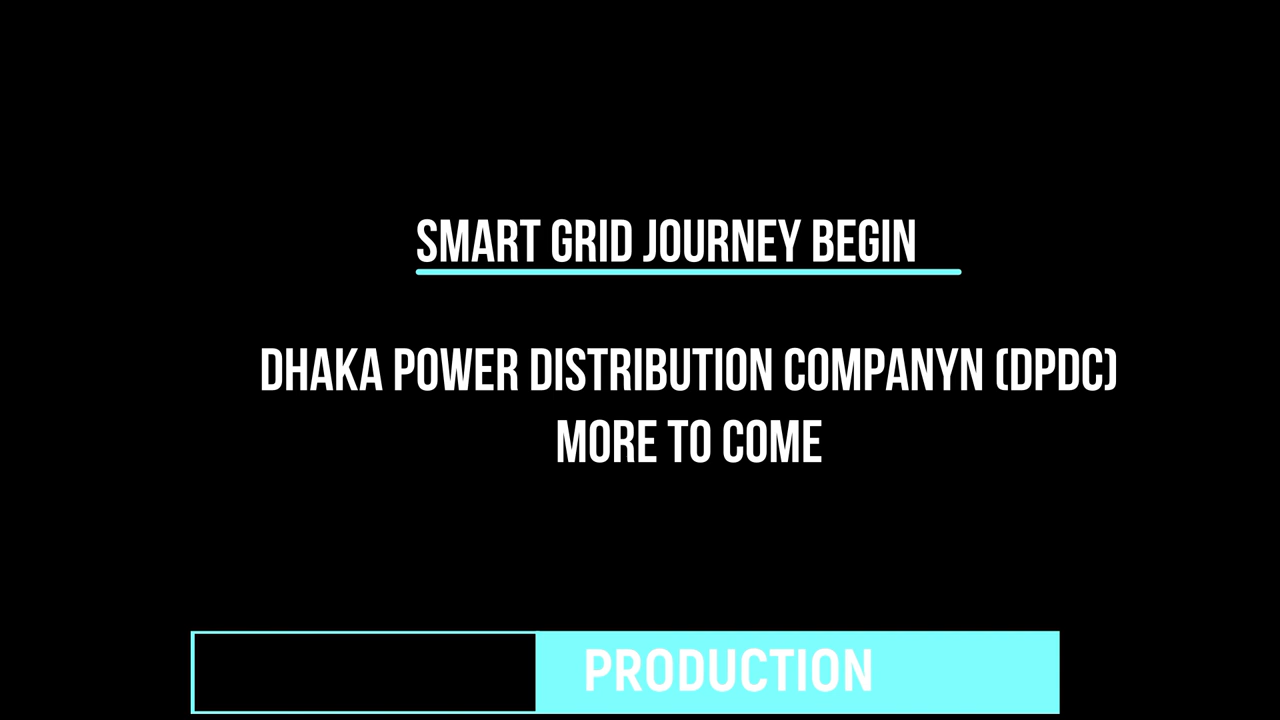 SMART GRID JOURNEY BEGIN
DHAKA POWER DISTRIBUTION COMPANYN (DPDC)
MORE TO COME
PRODUCTION